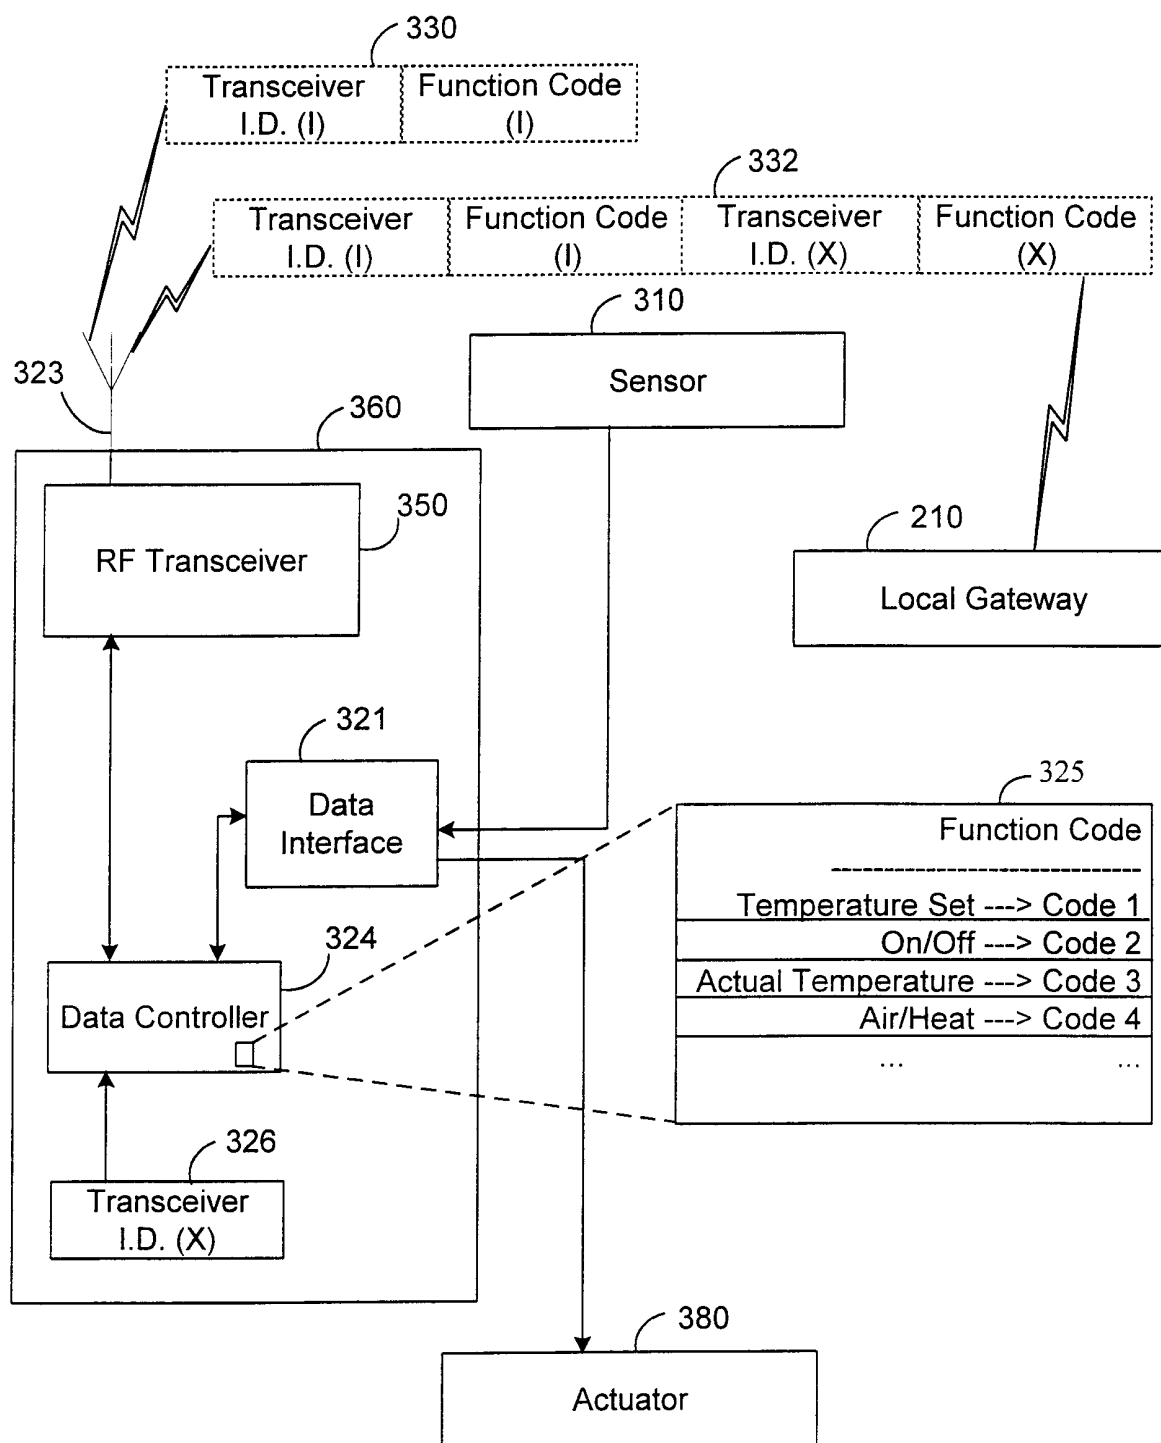 330
Transceiver Function Code
I.D. (I) (I)
332
Transceiver Function Code Transceiver Function Code
I.D. (I) (I) I.D. (X) (X)
310
Sensor
323
360
350
RF Transceiver
210
Local Gateway
321
Data
Interface
325
Function Code
-----------------------------
Temperature Set ---> Code 1
On/Off ---> Code 2
Actual Temperature ---> Code 3
Air/Heat ---> Code 4
... ...
324
Data Controller
326
Transceiver
I.D. (X)
380
Actuator